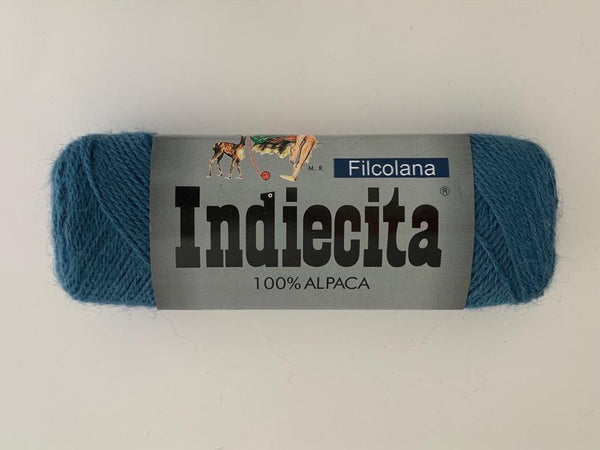 M. R.
Filcolana
Indiecita®
100% ALPACA